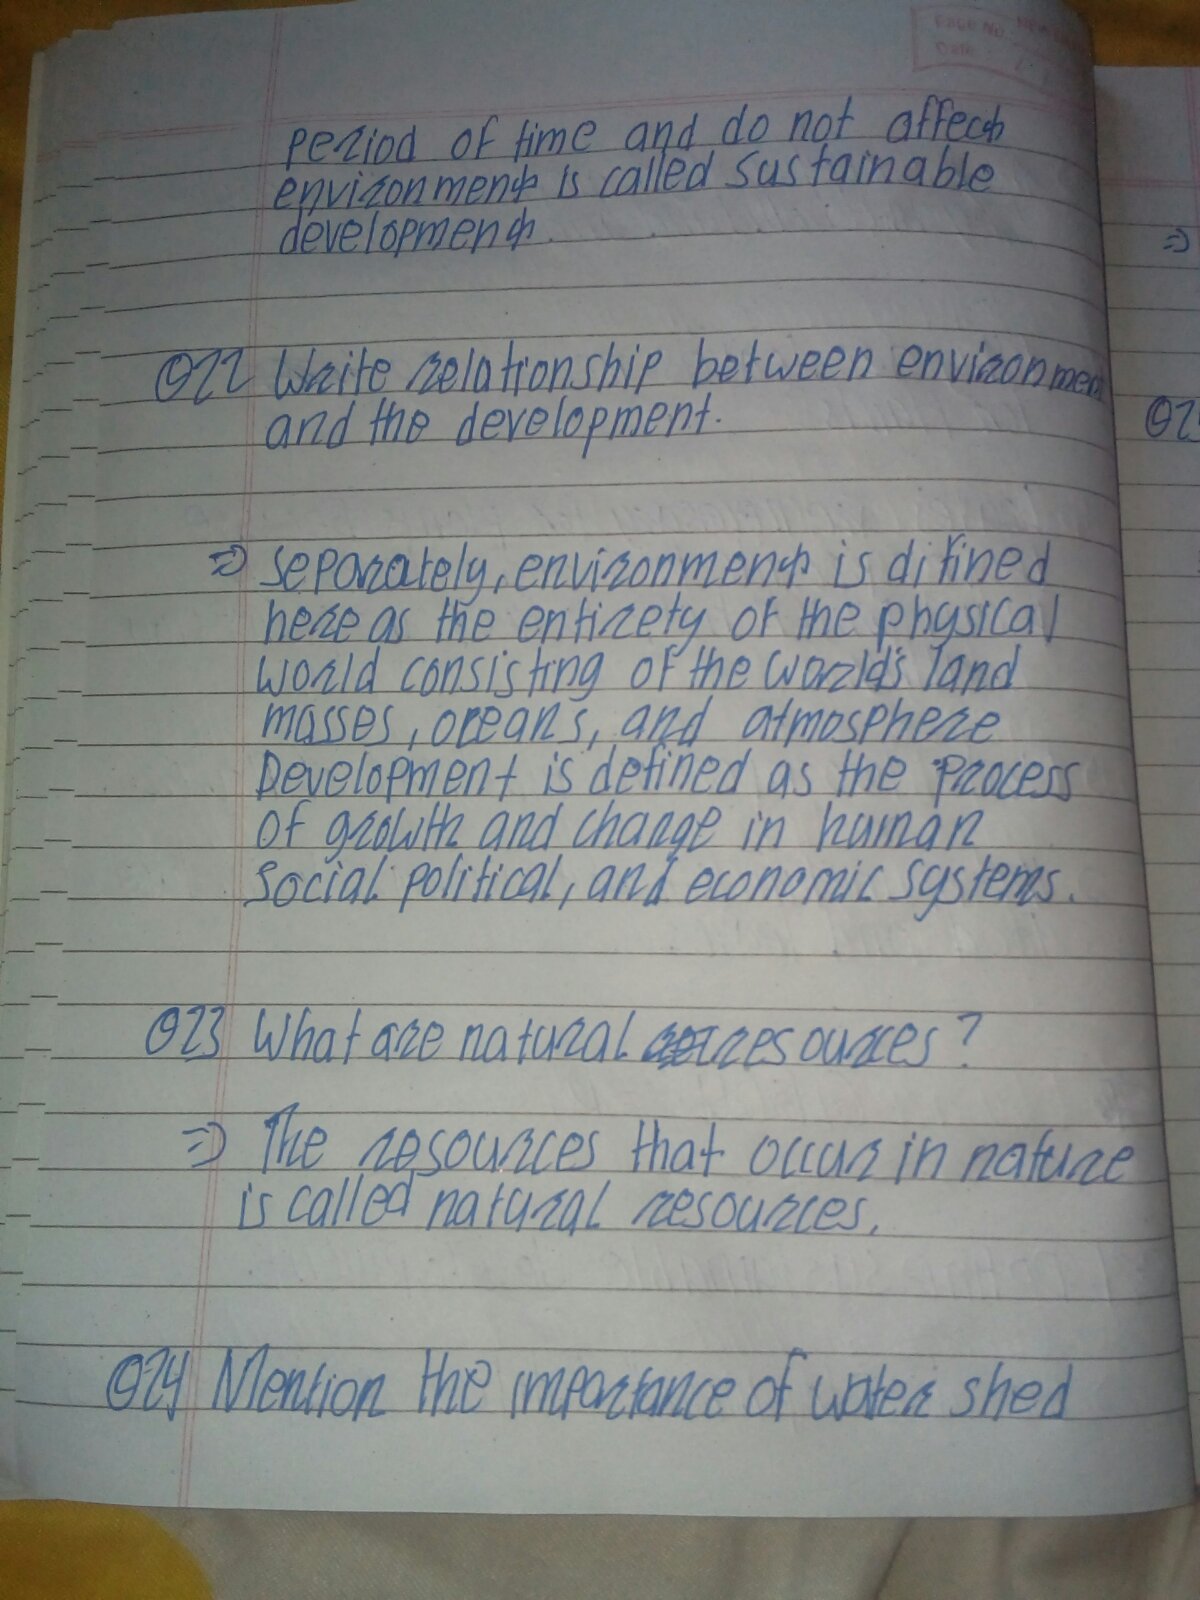 Page No.
Date
period of time and do not affect
environment is called sustainable
development.
Q22 Write relationship between environment
and the development.
⇒ separately, environment is difined
here as the entirety of the physical
world consisting of the world's land
masses, oceans, and atmosphere
Development is defined as the process
of growth and change in human
social political, and economic systems.
Q23 What are natural resources?
⇒ The resources that occur in nature
is called natural resources.
Q24 Mention the importance of water shed
⇒